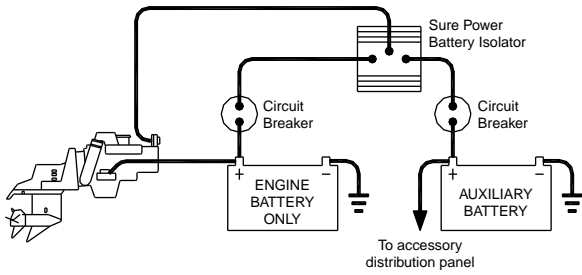 Sure Power
Battery Isolator
Circuit
Breaker
Circuit
Breaker
+
−
ENGINE
BATTERY
ONLY
+
−
AUXILIARY
BATTERY
To accessory
distribution panel